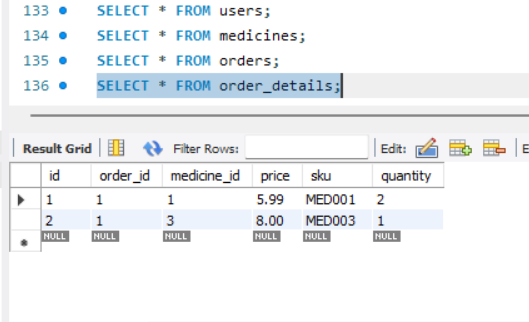 133 SELECT * FROM users;
134 SELECT * FROM medicines;
135 SELECT * FROM orders;
136 SELECT * FROM order_details;
Result Grid Filter Rows: Edit: E
id order_id medicine_id price sku quantity
1 1 1 5.99 MED001 2
2 1 3 8.00 MED003 1
NULL NULL NULL NULL NULL NULL